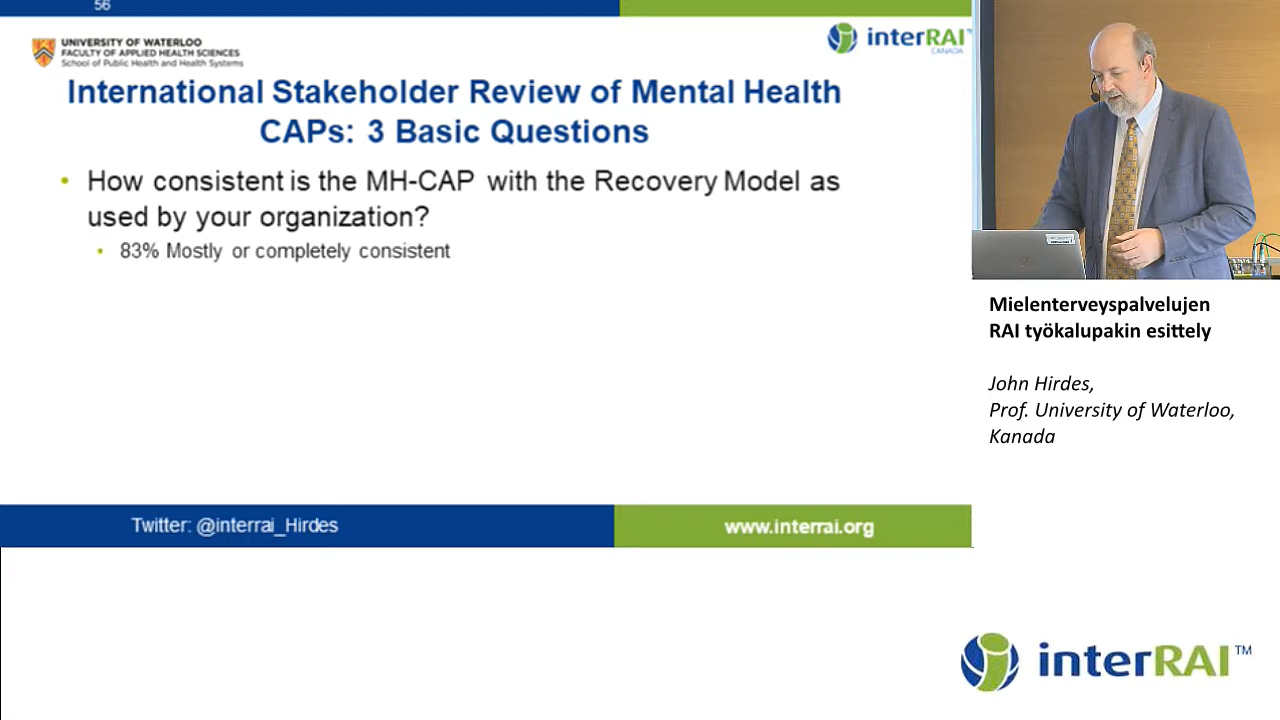 56
UNIVERSITY OF WATERLOO
FACULTY OF APPLIED HEALTH SCIENCES
School of Public Health and Health Systems
interRAI
CANADA
International Stakeholder Review of Mental Health
CAPs: 3 Basic Questions
• How consistent is the MH-CAP with the Recovery Model as
used by your organization?
• 83% Mostly or completely consistent
Twitter: @interrai_Hirdes
www.interrai.org
Mielenterveyspalvelujen
RAI työkalupakin esittely
John Hirdes,
Prof. University of Waterloo,
Kanada
interRAI™